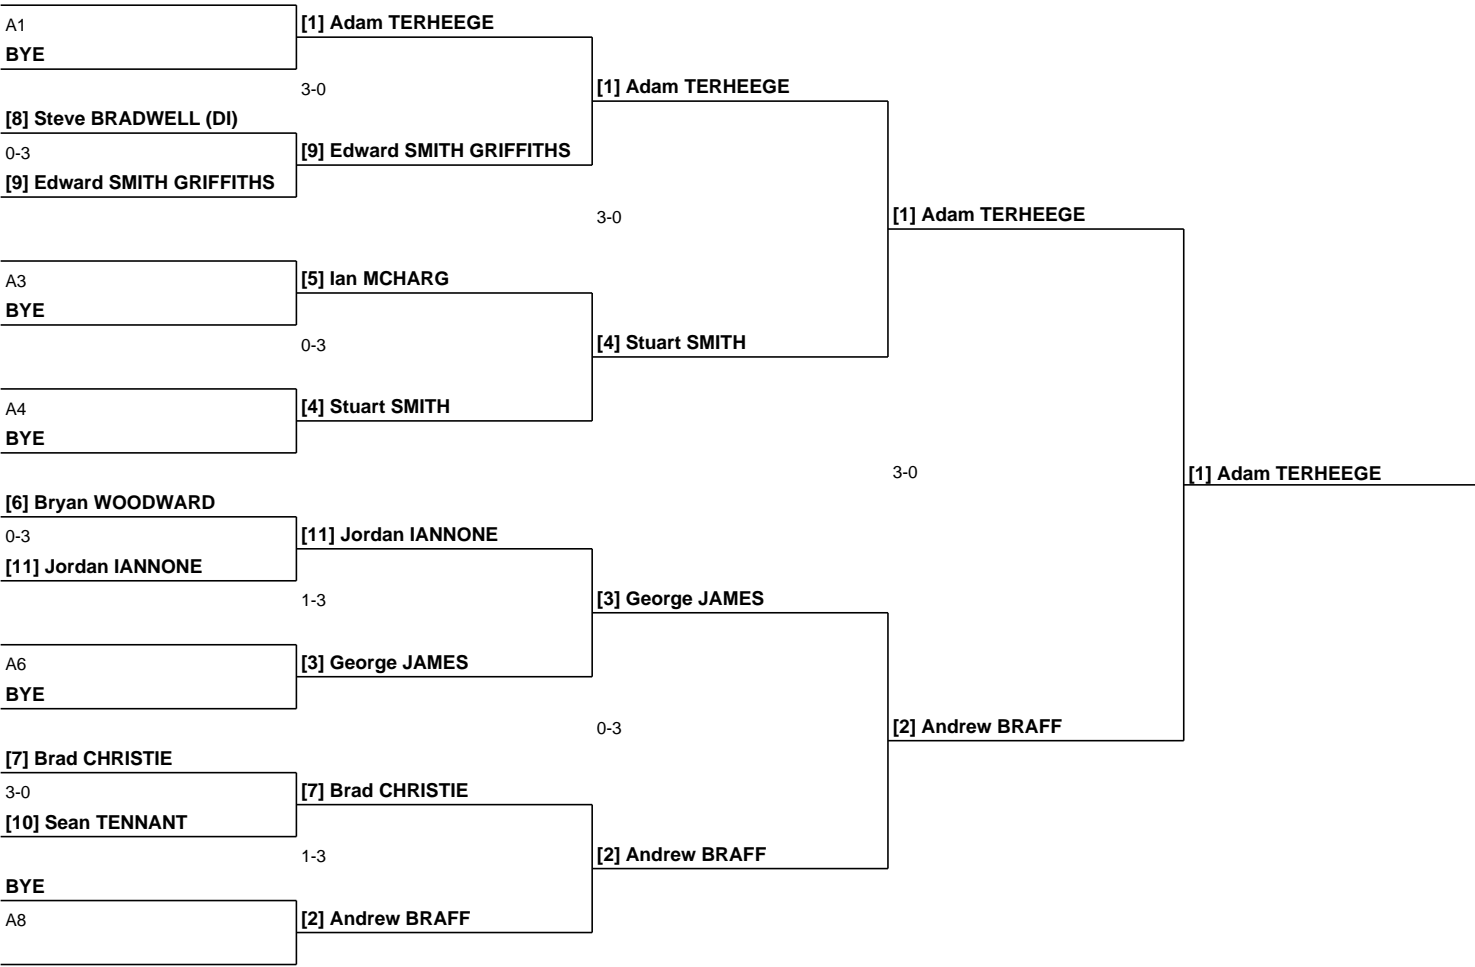 A1
BYE
[8] Steve BRADWELL (DI)
0-3
[9] Edward SMITH GRIFFITHS
A3
BYE
A4
BYE
[6] Bryan WOODWARD
0-3
[11] Jordan IANNONE
A6
BYE
[7] Brad CHRISTIE
3-0
[10] Sean TENNANT
BYE
A8
[1] Adam TERHEEGE
3-0
[9] Edward SMITH GRIFFITHS
[5] Ian MCHARG
0-3
[4] Stuart SMITH
[11] Jordan IANNONE
1-3
[3] George JAMES
[7] Brad CHRISTIE
1-3
[2] Andrew BRAFF
[1] Adam TERHEEGE
3-0
[4] Stuart SMITH
[3] George JAMES
0-3
[2] Andrew BRAFF
[1] Adam TERHEEGE
3-0
[2] Andrew BRAFF
[1] Adam TERHEEGE